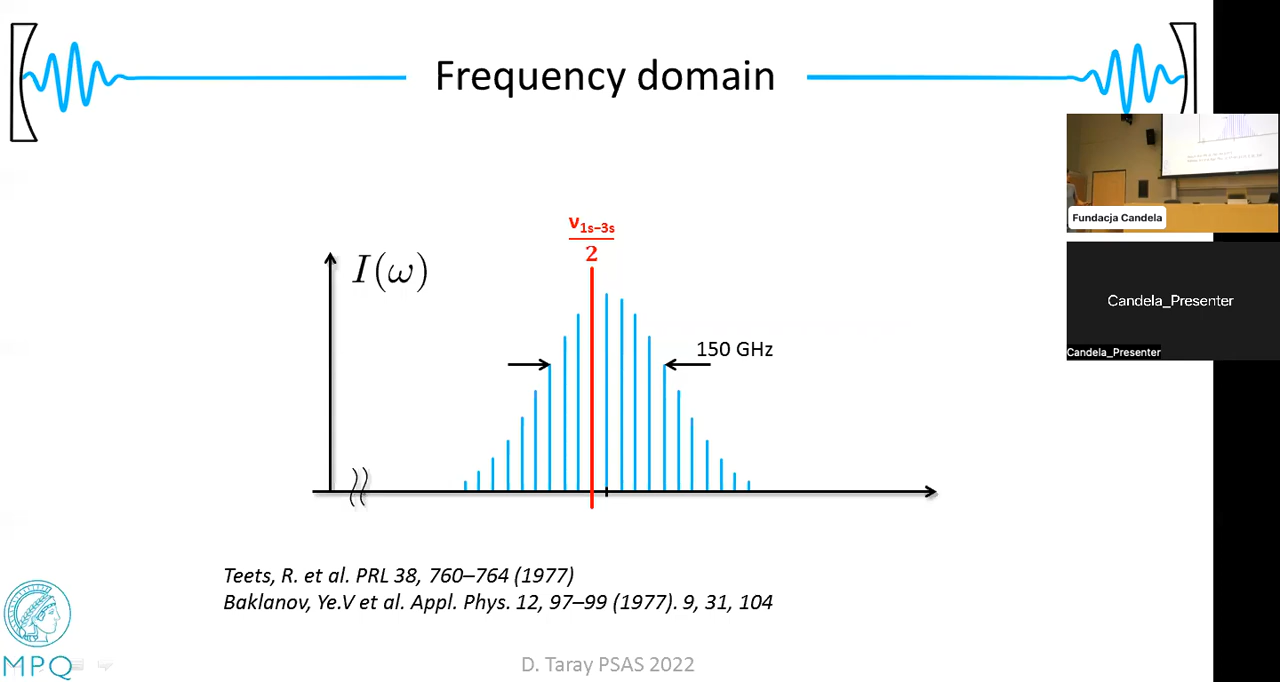 Frequency domain
ν1s−3s
2
I(ω)
150 GHz
Fundacja Candela
Candela_Presenter
Candela_Presenter
Teets, R. et al. PRL 38, 760–764 (1977)
Baklanov, Ye.V et al. Appl. Phys. 12, 97–99 (1977). 9, 31, 104
MPQ
D. Taray PSAS 2022